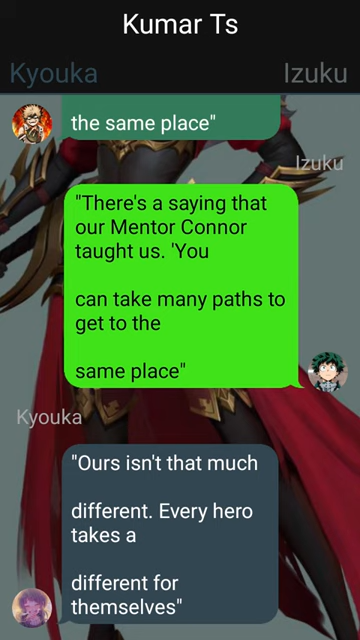 Kumar Ts
Kyouka
Izuku
the same place"
Izuku
"There's a saying that
our Mentor Connor
taught us. 'You
can take many paths to
get to the
same place"
Kyouka
"Ours isn't that much
different. Every hero
takes a
different for
themselves"